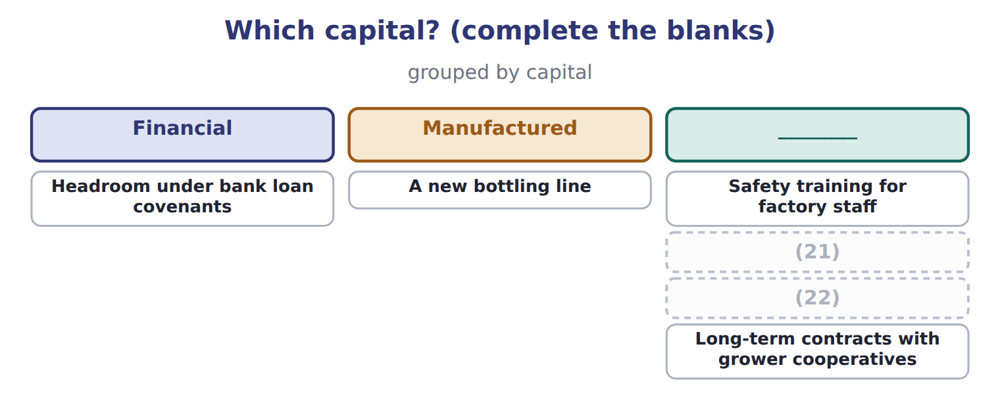 Which capital? (complete the blanks)
grouped by capital
Financial
Manufactured
________
Headroom under bank loan
covenants
A new bottling line
Safety training for
factory staff
(21)
(22)
Long-term contracts with
grower cooperatives